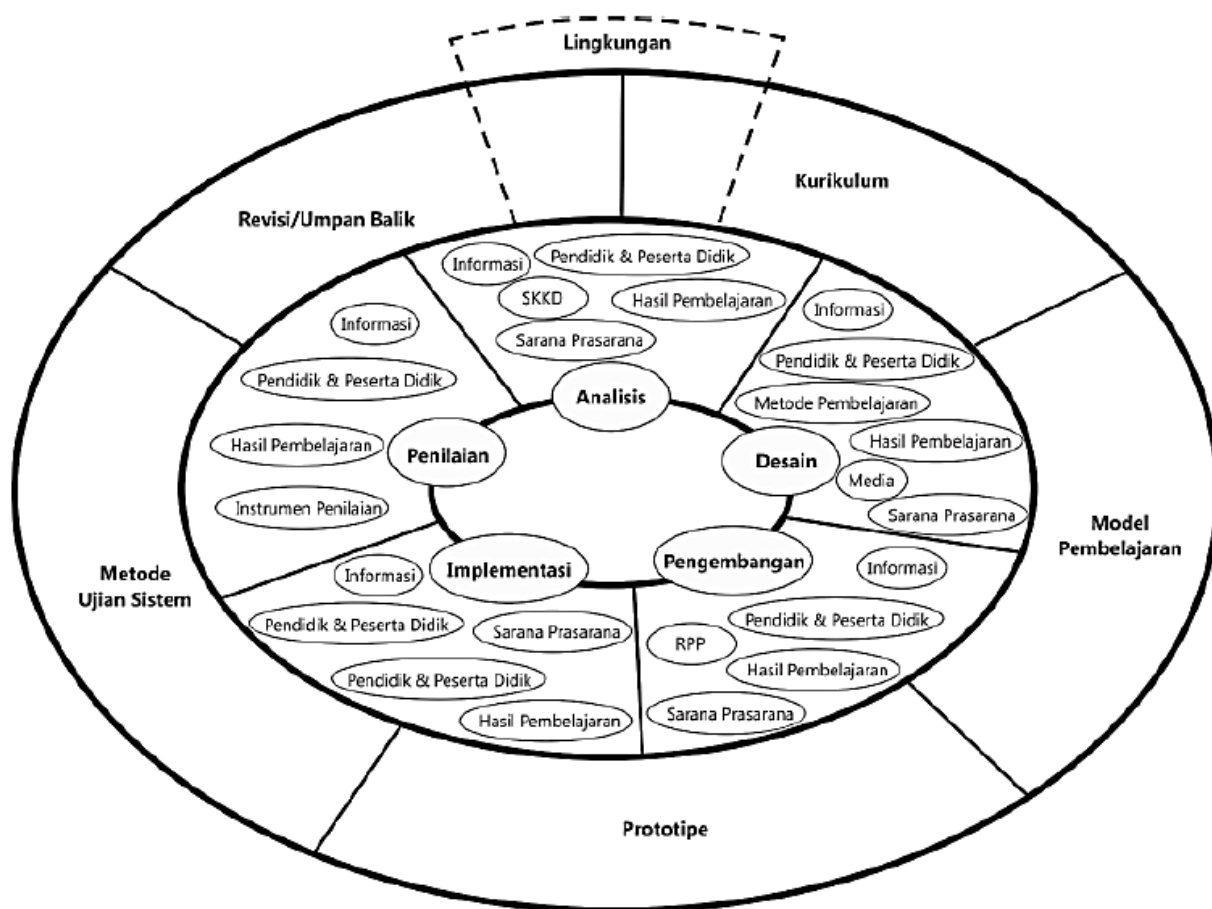 Lingkungan
Kurikulum
Revisi/Umpan Balik
Informasi
Pendidik & Peserta Didik
SKKD
Hasil Pembelajaran
Sarana Prasarana
Analisis
Informasi
Pendidik & Peserta Didik
Metode Pembelajaran
Hasil Pembelajaran
Media
Sarana Prasarana
Desain
Model
Pembelajaran
Informasi
Pendidik & Peserta Didik
RPP
Hasil Pembelajaran
Sarana Prasarana
Pengembangan
Prototipe
Implementasi
Informasi
Pendidik & Peserta Didik
Sarana Prasarana
Pendidik & Peserta Didik
Hasil Pembelajaran
Metode
Ujian Sistem
Informasi
Pendidik & Peserta Didik
Hasil Pembelajaran
Penilaian
Instrumen Penilaian